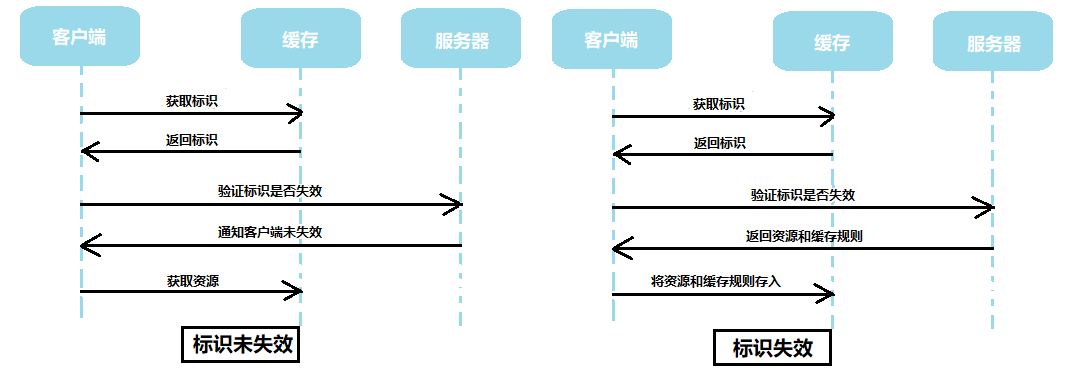 客户端
缓存
服务器
获取标识
返回标识
验证标识是否失效
通知客户端未失效
获取资源
标识未失效
客户端
缓存
服务器
获取标识
返回标识
验证标识是否失效
返回资源和缓存规则
将资源和缓存规则存入
标识失效